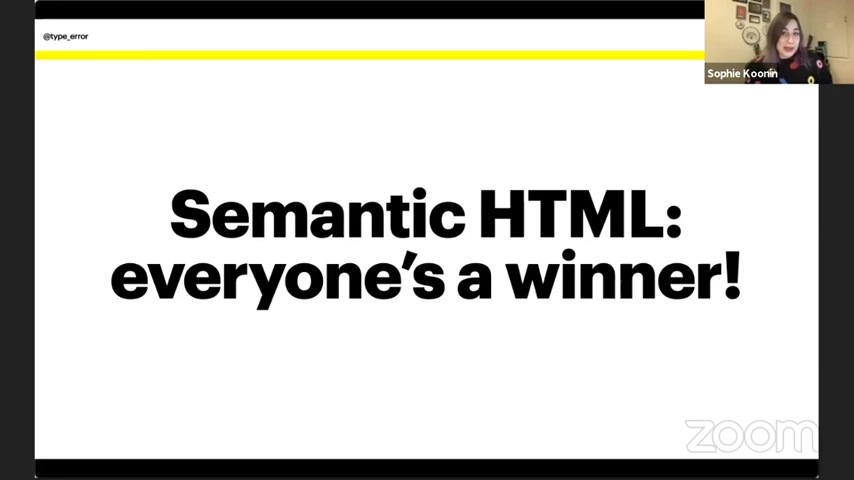 @type_error
Sophie Koonin
Semantic HTML:
everyone's a winner!
zoom